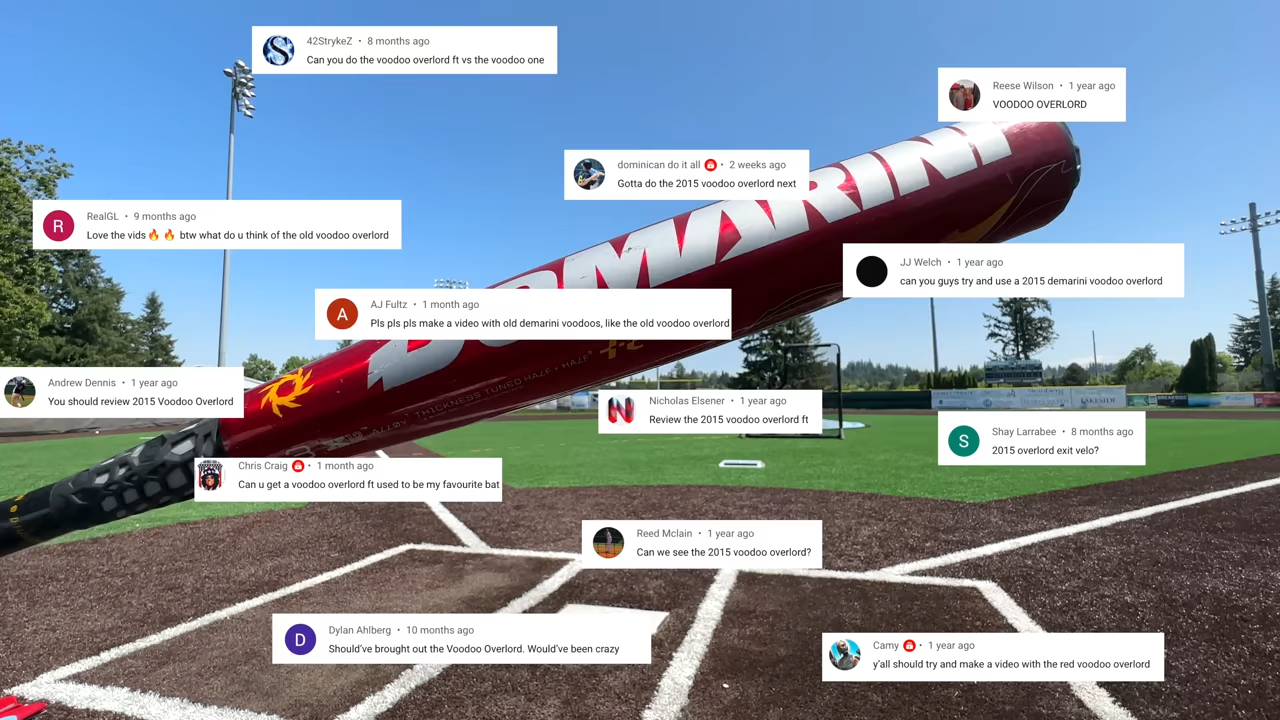 42StrykeZ • 8 months ago
Can you do the voodoo overlord ft vs the voodoo one
Reese Wilson • 1 year ago
VOODOO OVERLORD
dominican do it all • 2 weeks ago
Gotta do the 2015 voodoo overlord next
RealGL • 9 months ago
Love the vids🔥 🔥 btw what do u think of the old voodoo overlord
JJ Welch • 1 year ago
can you guys try and use a 2015 demarini voodoo overlord
AJ Fultz • 1 month ago
Pls pls pls make a video with old demarini voodoos, like the old voodoo overlord
DEMARINI
THICKNESS TUNED HALF + HALF
ALLOY
Andrew Dennis • 1 year ago
You should review 2015 Voodoo Overlord
Nicholas Elsener • 1 year ago
Review the 2015 voodoo overlord ft
Shay Larrabee • 8 months ago
2015 overlord exit velo?
Chris Craig • 1 month ago
Can u get a voodoo overlord ft used to be my favourite bat
Reed Mclain • 1 year ago
Can we see the 2015 voodoo overlord?
Dylan Ahlberg • 10 months ago
Should've brought out the Voodoo Overlord. Would've been crazy
Camy • 1 year ago
y'all should try and make a video with the red voodoo overlord